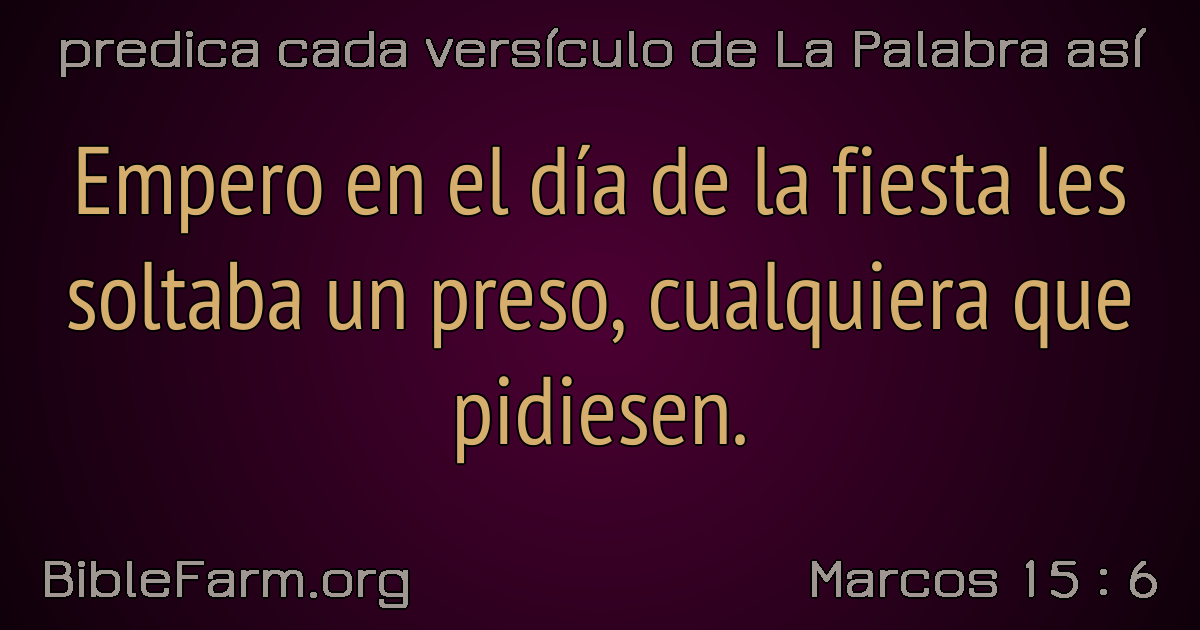 predica cada versículo de La Palabra así
Empero en el día de la fiesta les
soltaba un preso, cualquiera que
pidiesen.
BibleFarm.org
Marcos 15 : 6